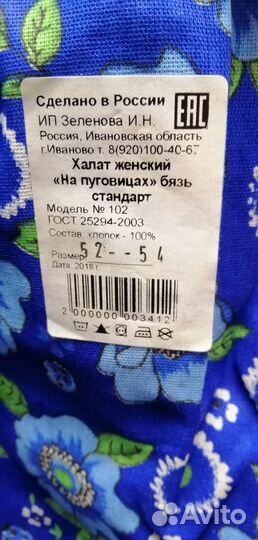 Сделано в России
EAC
ИП Зеленова И.Н.
Россия, Ивановская область
г.Иваново т. 8(920)100-40-67
Халат женский
«На пуговицах» бязь
стандарт
Модель № 102
ГОСТ 25294-2003
Состав: хлопок - 100%
Размер 52--54
Дата: 2018 г.
2 000000 003412
Avito